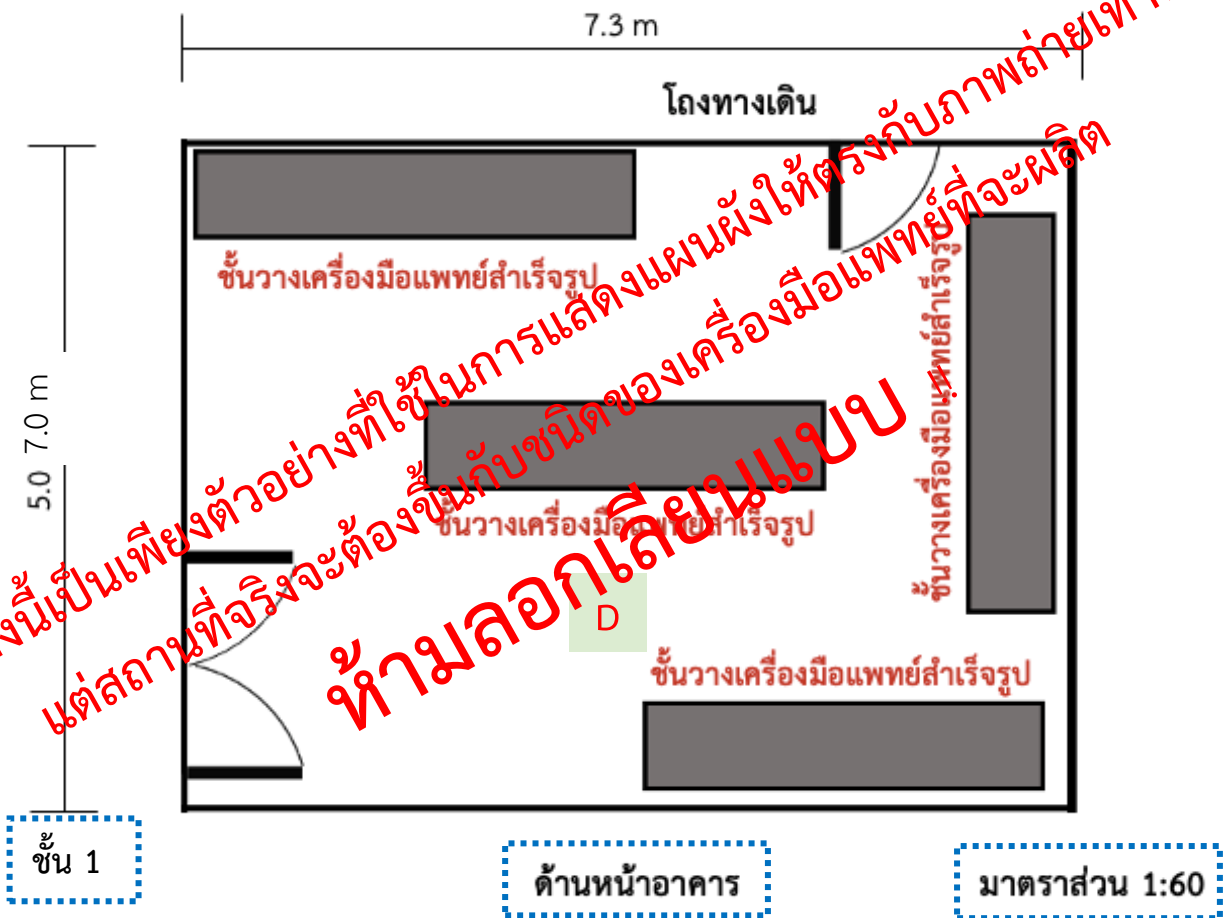 7.3 m
โถงทางเดิน
ชั้นวางเครื่องมือแพทย์สำเร็จรูป
7.0 m
5.0
ชั้นวางเครื่องมือแพทย์สำเร็จรูป
ชั้นวางเครื่องมือแพทย์สำเร็จรูป
D
ชั้นวางเครื่องมือแพทย์สำเร็จรูป
งนี้เป็นเพียงตัวอย่างที่ใช้ในการแสดงแผนผังให้ตรงกับภาพถ่ายเท่า
แต่สถานที่จริงจะต้องขึ้นกับชนิดของเครื่องมือแพทย์ที่จะผลิต
ห้ามลอกเลียนแบบ
ชั้น 1
ด้านหน้าอาคาร
มาตราส่วน 1:60